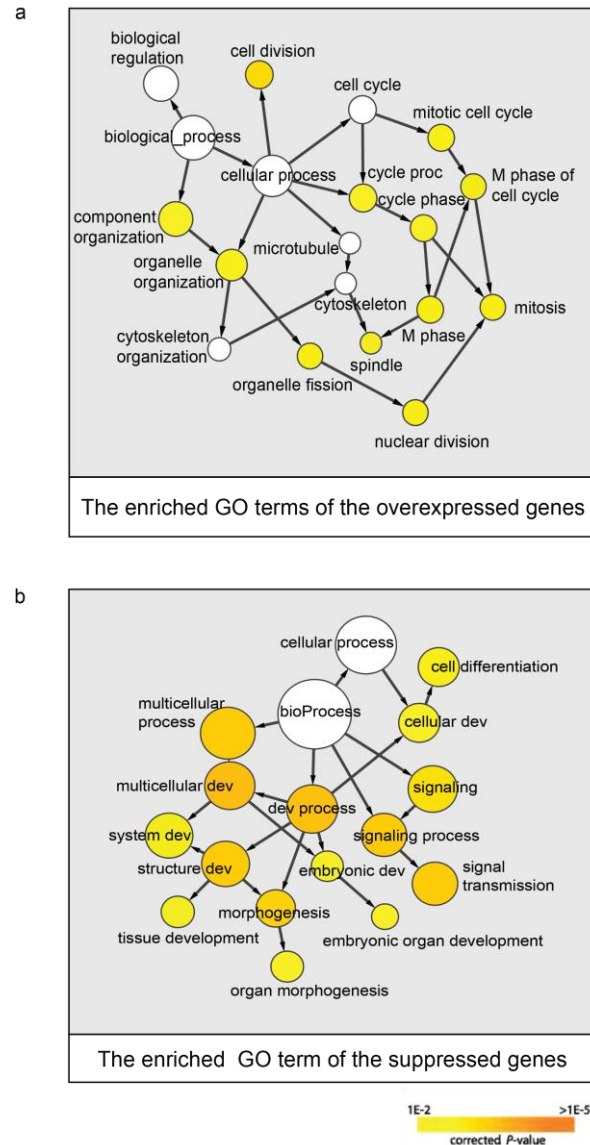 a
biological
regulation
cell division
cell cycle
mitotic cell cycle
biological_process
cellular process
cycle proc
M phase of
cell cycle
cycle phase
component
organization
organelle
organization
microtubule
cytoskeleton
mitosis
cytoskeleton
organization
M phase
spindle
organelle fission
nuclear division
The enriched GO terms of the overexpressed genes
b
cellular process
cell differentiation
multicellular
process
bioProcess
cellular dev
multicellular dev
dev process
signaling
system dev
signaling process
structure dev
embryonic dev
signal
transmission
morphogenesis
tissue development
embryonic organ development
organ morphogenesis
The enriched GO term of the suppressed genes
1E-2 >1E-5
corrected P-value